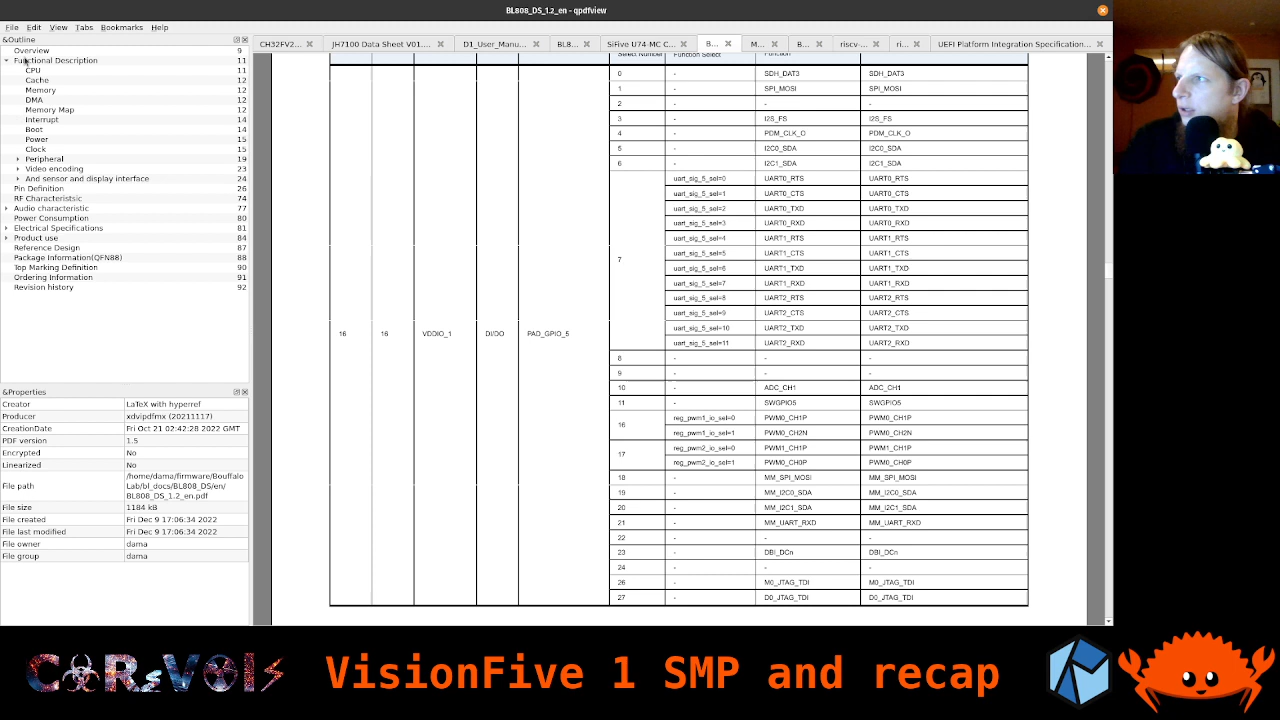 BL808_DS_1.2_en - qpdfview
File Edit View Tabs Bookmarks Help
&Outline
Overview 9
Functional Description 11
CPU 11
Cache 12
Memory 12
DMA 12
Memory Map 12
Interrupt 14
Boot 14
Power 15
Clock 15
Peripheral 19
Video encoding 23
And sensor and display interface 24
Pin Definition 26
RF Characteristsic 74
Audio characteristic 77
Power Consumption 80
Electrical Specifications 81
Product use 84
Reference Design 87
Package Information(QFN88) 88
Top Marking Definition 90
Ordering Information 91
Revision history 92
&Properties
Creator LaTeX with hyperref
Producer xdvipdfmx (20211117)
CreationDate Fri Oct 21 02:42:28 2022 GMT
PDF version 1.5
Encrypted No
Linearized No
File path /home/dama/firmware/Bouffalo
Lab/bl_docs/BL808_DS/en/
BL808_DS_1.2_en.pdf
File size 1184 kB
File created Fri Dec 9 17:06:34 2022
File last modified Fri Dec 9 17:06:34 2022
File owner dama
File group dama
CH32FV2... JH7100 Data Sheet V01.... D1_User_Manu... BL8... SiFive U74-MC C... B... M... B... riscv-... ri... UEFI Platform Integration Specification...
Select Number Function Select Function
0 - SDH_DAT3 SDH_DAT3
1 - SPI_MOSI SPI_MOSI
2 - - -
3 - I2S_FS I2S_FS
4 - PDM_CLK_O PDM_CLK_O
5 - I2C0_SDA I2C0_SDA
6 - I2C1_SDA I2C1_SDA
uart_sig_5_sel=0 UART0_RTS UART0_RTS
uart_sig_5_sel=1 UART0_CTS UART0_CTS
uart_sig_5_sel=2 UART0_TXD UART0_TXD
uart_sig_5_sel=3 UART0_RXD UART0_RXD
uart_sig_5_sel=4 UART1_RTS UART1_RTS
uart_sig_5_sel=5 UART1_CTS UART1_CTS
7
uart_sig_5_sel=6 UART1_TXD UART1_TXD
uart_sig_5_sel=7 UART1_RXD UART1_RXD
uart_sig_5_sel=8 UART2_RTS UART2_RTS
uart_sig_5_sel=9 UART2_CTS UART2_CTS
uart_sig_5_sel=10 UART2_TXD UART2_TXD
16 16 VDDIO_1 DI/DO PAD_GPIO_5
uart_sig_5_sel=11 UART2_RXD UART2_RXD
8 - - -
9 - - -
10 - ADC_CH1 ADC_CH1
11 - SWGPIO5 SWGPIO5
16 reg_pwm1_io_sel=0 PWM0_CH1P PWM0_CH1P
reg_pwm1_io_sel=1 PWM0_CH2N PWM0_CH2N
17 reg_pwm2_io_sel=0 PWM1_CH1P PWM1_CH1P
reg_pwm2_io_sel=1 PWM0_CH0P PWM0_CH0P
18 - MM_SPI_MOSI MM_SPI_MOSI
19 - MM_I2C0_SDA MM_I2C0_SDA
20 - MM_I2C1_SDA MM_I2C1_SDA
21 - MM_UART_RXD MM_UART_RXD
22 - - -
23 - DBI_DCn DBI_DCn
24 - - -
26 - M0_JTAG_TDI M0_JTAG_TDI
27 - D0_JTAG_TDI D0_JTAG_TDI
VisionFive 1 SMP and recap